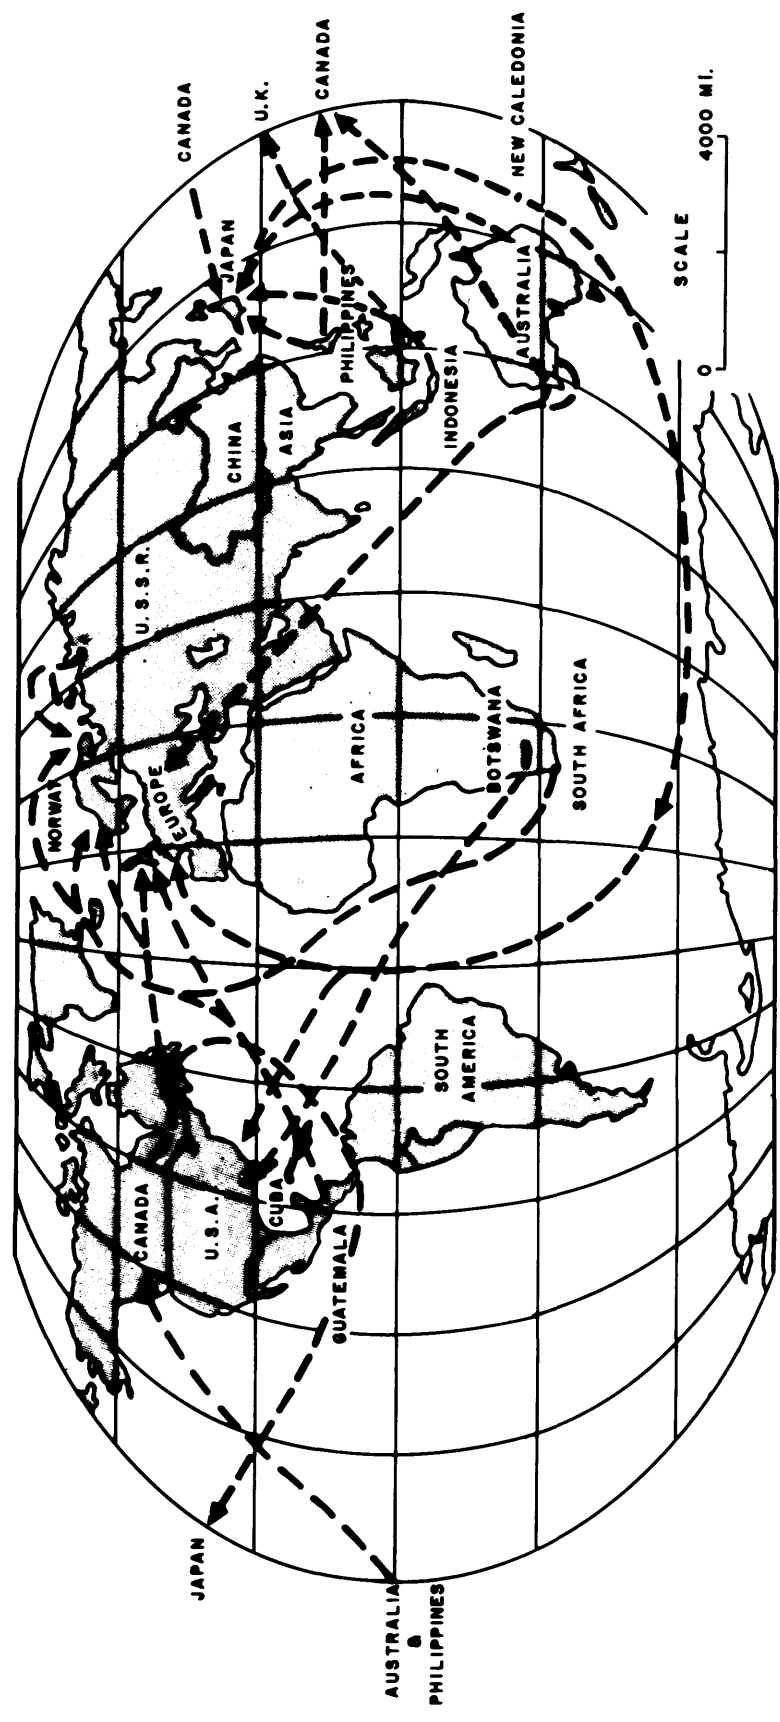 CANADA
U.K.
CANADA
NEW CALEDONIA
JAPAN
PHILIPPINES
AUSTRALIA
INDONESIA
SCALE
0 4000 MI.
CHINA
ASIA
U.S.S.R.
NORWAY
EUROPE
AFRICA
BOTSWANA
SOUTH AFRICA
SOUTH
AMERICA
CANADA
U.S.A.
CUBA
GUATEMALA
JAPAN
AUSTRALIA
&
PHILIPPINES